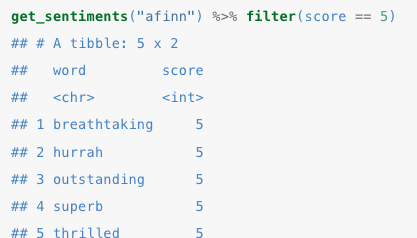 get_sentiments("afinn") %>% filter(score == 5)
## # A tibble: 5 x 2
##   word         score
##   <chr>        <int>
## 1 breathtaking     5
## 2 hurrah           5
## 3 outstanding      5
## 4 superb           5
## 5 thrilled         5